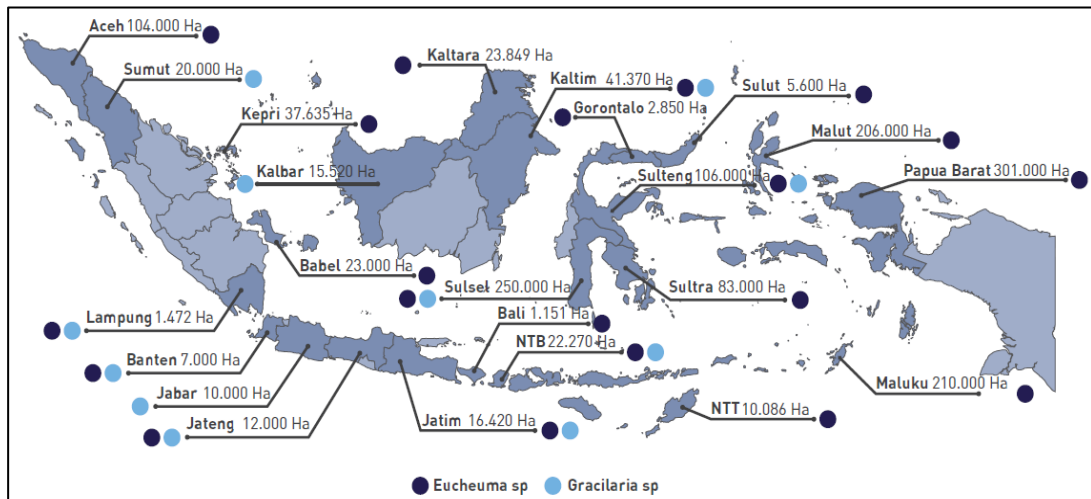 Aceh 104.000 Ha
Sumut 20.000 Ha
Kepri 37.635 Ha
Kalbar 15.520 Ha
Kaltara 23.849 Ha
Kaltim 41.370 Ha
Gorontalo 2.850 Ha
Sulut 5.600 Ha
Malut 206.000 Ha
Sulteng 106.000 Ha
Papua Barat 301.000 Ha
Babel 23.000 Ha
Sulsel 250.000 Ha
Sultra 83.000 Ha
Lampung 1.472 Ha
Bali 1.151 Ha
Banten 7.000 Ha
NTB 22.270 Ha
Jabar 10.000 Ha
Maluku 210.000 Ha
Jateng 12.000 Ha
Jatim 16.420 Ha
NTT 10.086 Ha
Eucheuma sp
Gracilaria sp